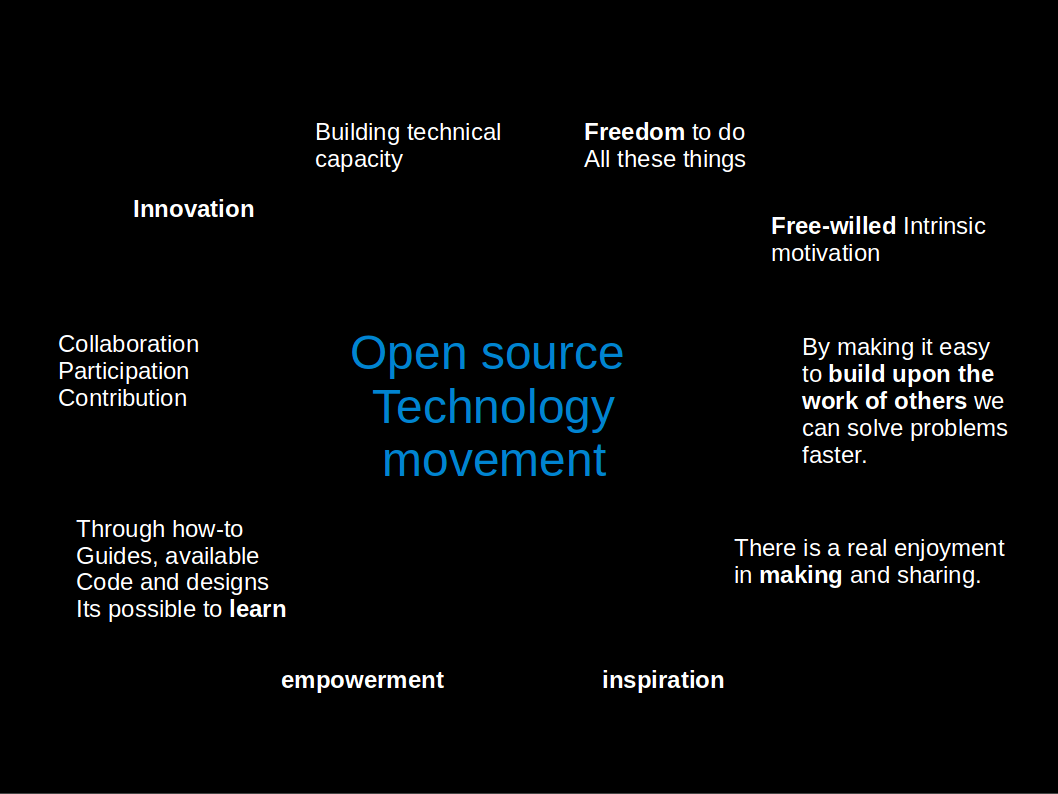 Building technical
capacity
Freedom to do
All these things
Innovation
Free-willed Intrinsic
motivation
Collaboration
Participation
Contribution
Open source
Technology
movement
By making it easy
to build upon the
work of others we
can solve problems
faster.
Through how-to
Guides, available
Code and designs
Its possible to learn
There is a real enjoyment
in making and sharing.
empowerment
inspiration